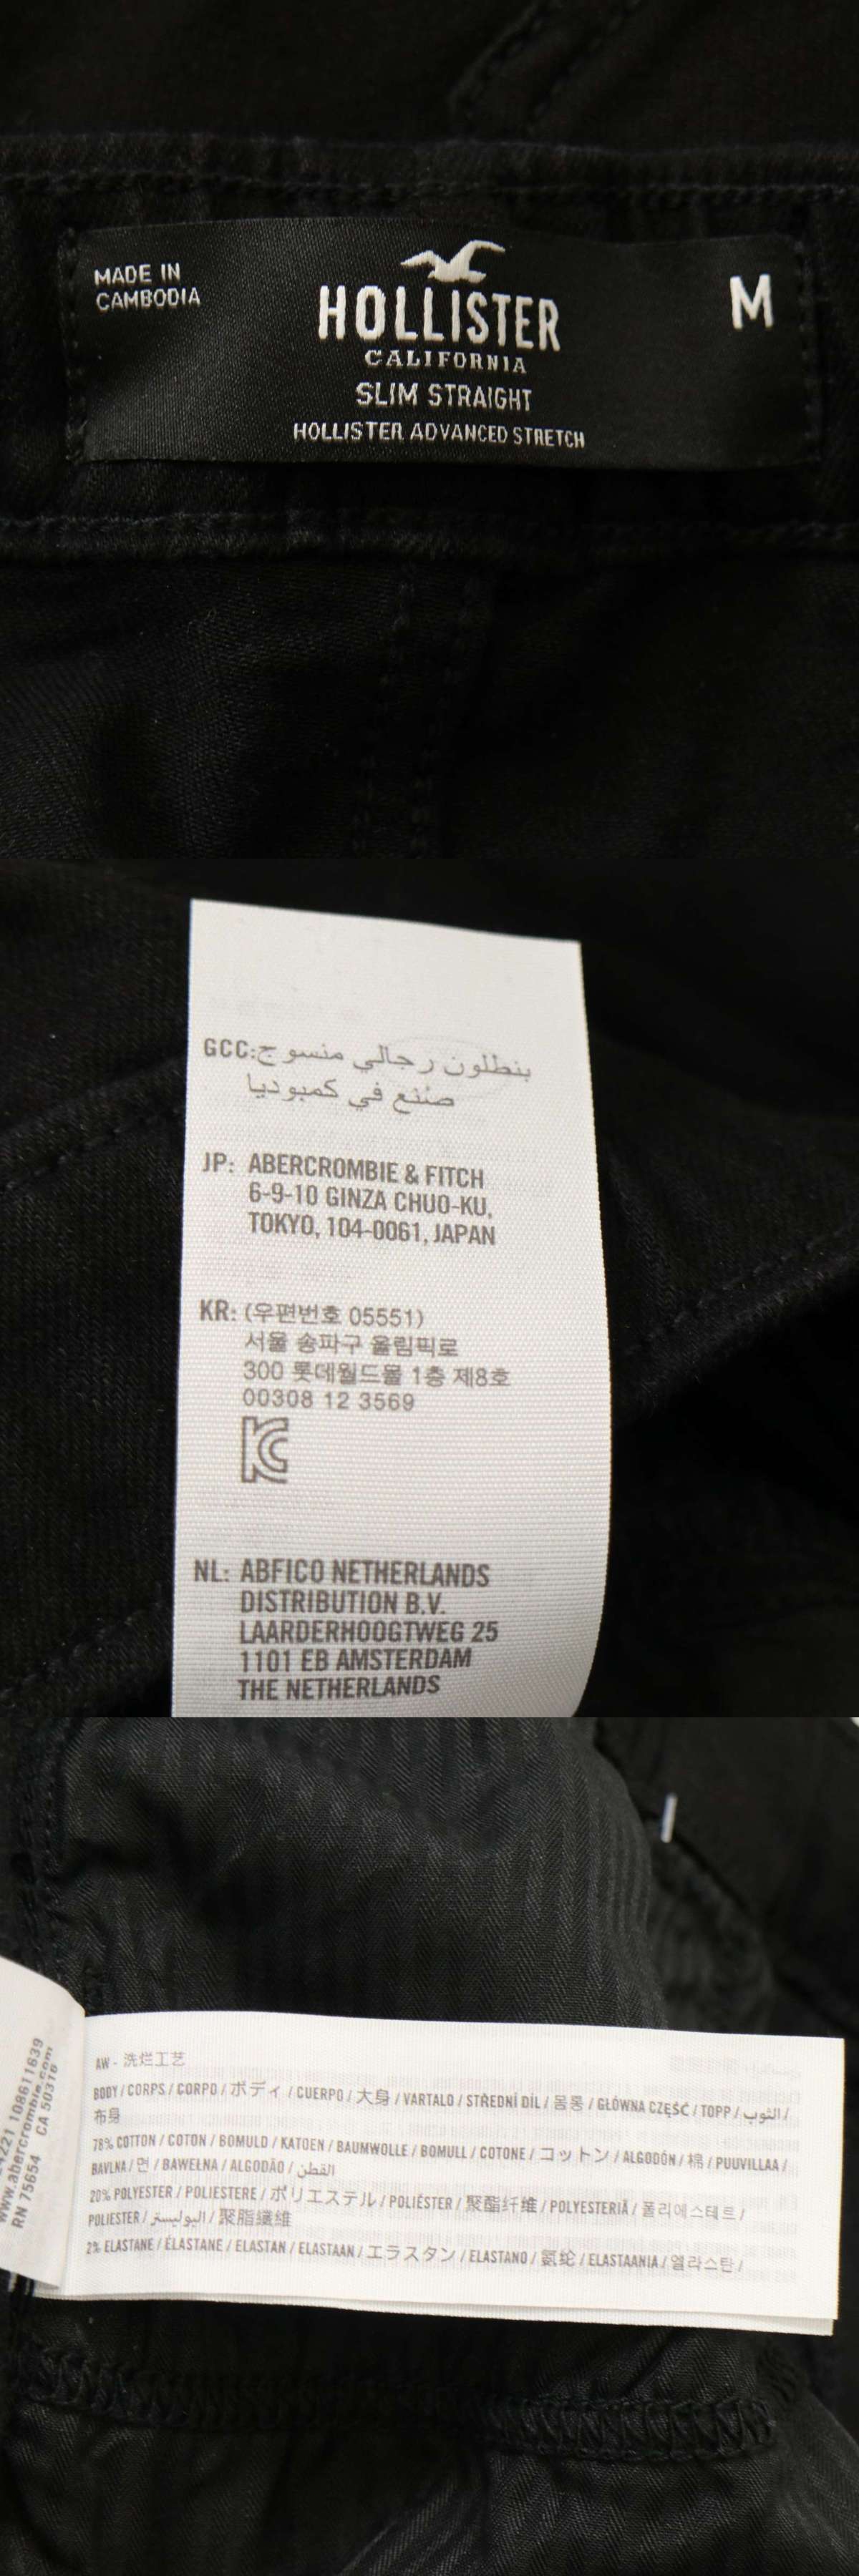 MADE IN
CAMBODIA
HOLLISTER
CALIFORNIA
SLIM STRAIGHT
HOLLISTER ADVANCED STRETCH
M
GCC: بنطلون رجالي منسوج
صُنع في كمبوديا
JP: ABERCROMBIE & FITCH
6-9-10 GINZA CHUO-KU,
TOKYO, 104-0061, JAPAN
KR: (우편번호 05551)
서울 송파구 올림픽로
300 롯데월드몰 1층 제8호
00308 12 3569
NL: ABFICO NETHERLANDS
DISTRIBUTION B.V.
LAARDERHOOGTWEG 25
1101 EB AMSTERDAM
THE NETHERLANDS
4221 108611639
www.abercrombie.com
RN 75654 CA 50316
AW - 洗烂工艺
BODY / CORPS / CORPO / ボディ / CUERPO / 大身 / VARTALO / STŘEDNÍ DÍL / 몸통 / GŁÓWNA CZĘŚĆ / TOPP / الثوب /
布身
78% COTTON / COTON / BOMULD / KATOEN / BAUMWOLLE / BOMULL / COTONE / コットン / ALGODÓN / 棉 / PUUVILLAA /
BAVLNA / 면 / BAWEŁNA / ALGODÃO / القطن
20% POLYESTER / POLIESTERE / ポリエステル / POLIÉSTER / 聚酯纤维 / POLYESTERIÄ / 폴리에스테르 /
POLIESTER / البوليستر / 聚脂纖維
2% ELASTANE / ÉLASTANE / ELASTAN / ELASTAAN / エラスタン / ELASTANO / 氨纶 / ELASTAANIA / 엘라스탄 /